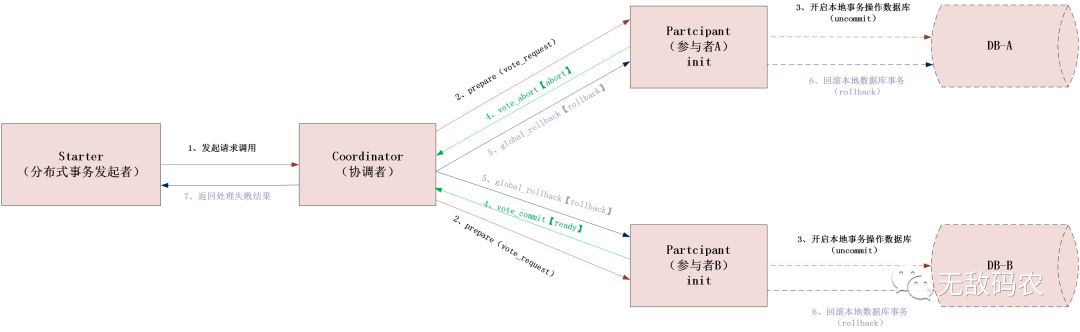 Starter
(分布式事务发起者)
1、发起请求调用
7、返回处理失败结果
Coordinator
(协调者)
2、prepare（vote_request）
4、vote_abort【abort】
5、global_rollback【rollback】
5、global_rollback【rollback】
4、vote_commit【ready】
2、prepare（vote_request）
Partcipant
(参与者A)
init
3、开启本地事务操作数据库
(uncommit)
6、回滚本地数据库事务
(rollback)
DB-A
Partcipant
(参与者B)
init
3、开启本地事务操作数据库
(uncommit)
6、回滚本地数据库事务
(rollback)
DB-B
无敌码农